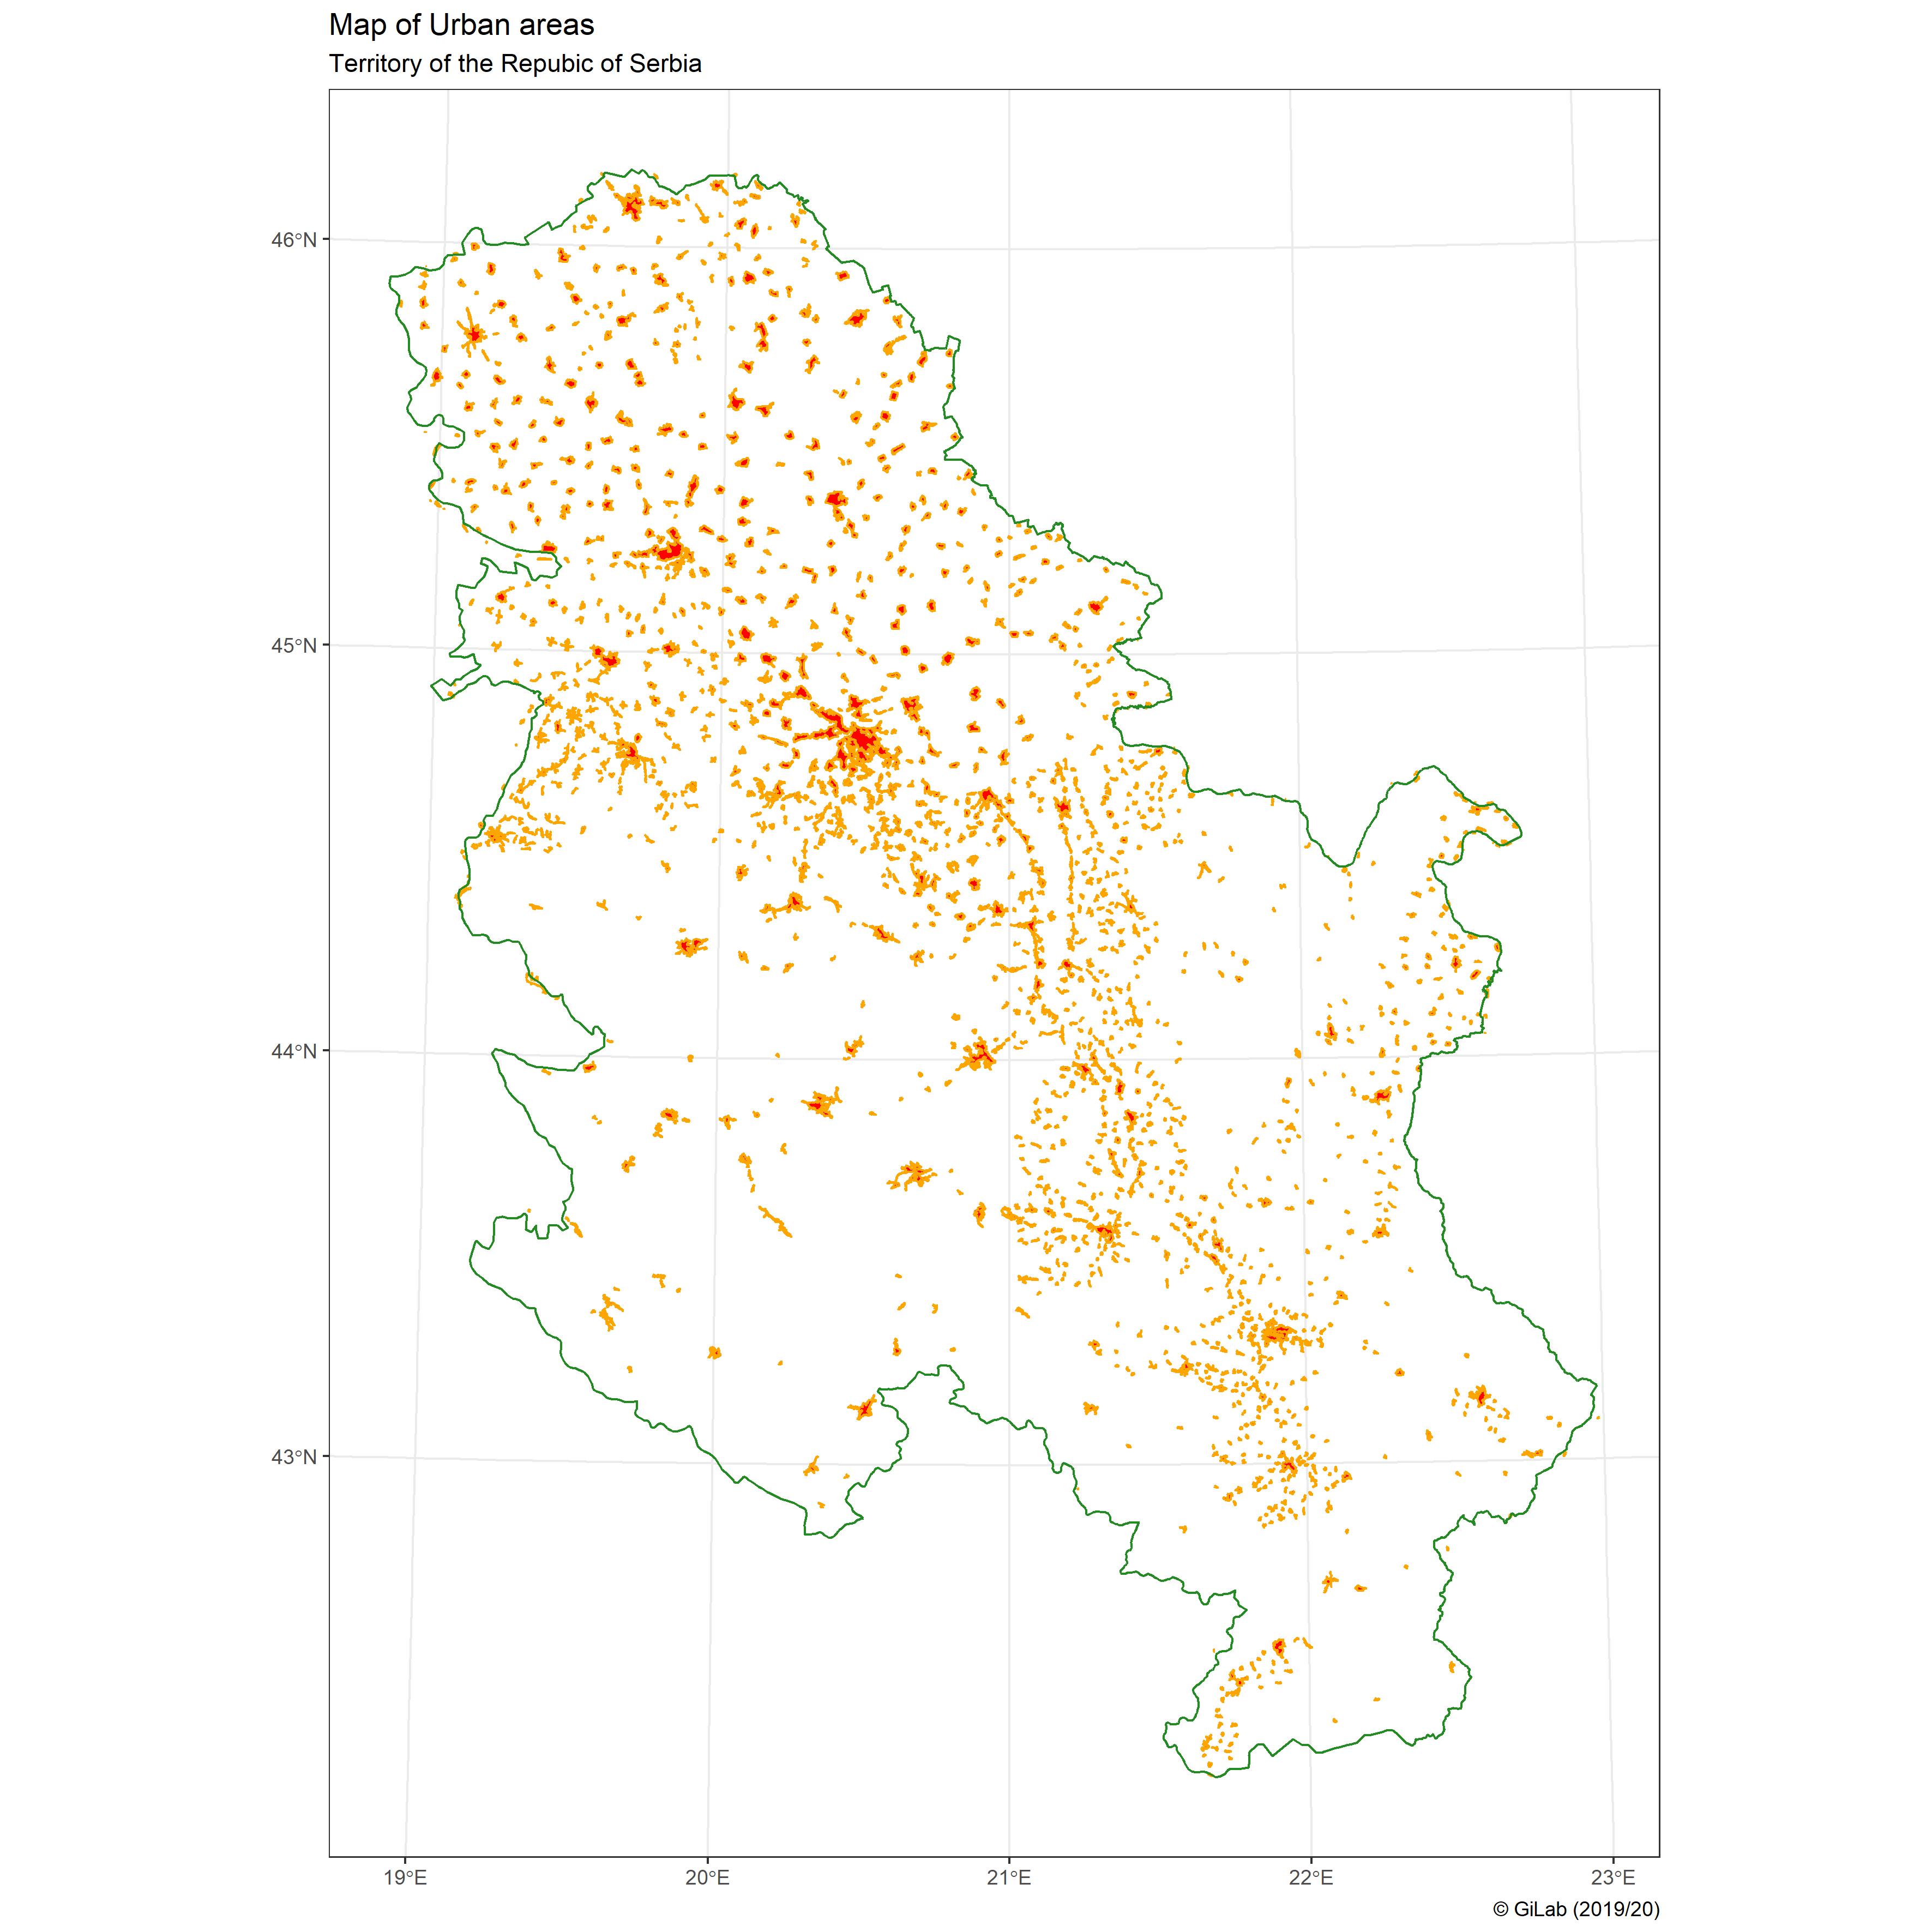 Map of Urban areas
Territory of the Repubic of Serbia
46°N
45°N
44°N
43°N
19°E
20°E
21°E
22°E
23°E
© GiLab (2019/20)